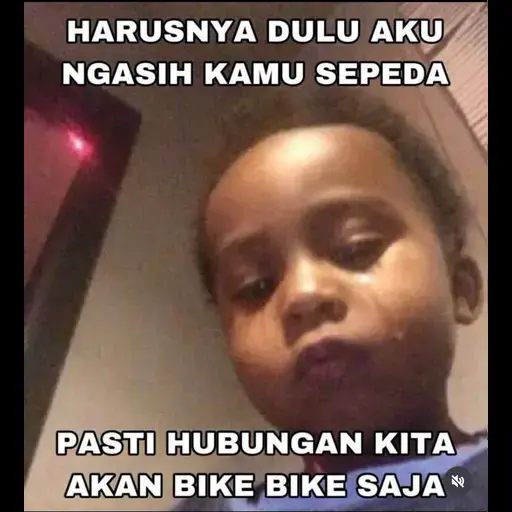 HARUSNYA DULU AKU
NGASIH KAMU SEPEDA
PASTI HUBUNGAN KITA
AKAN BIKE BIKE SAJA